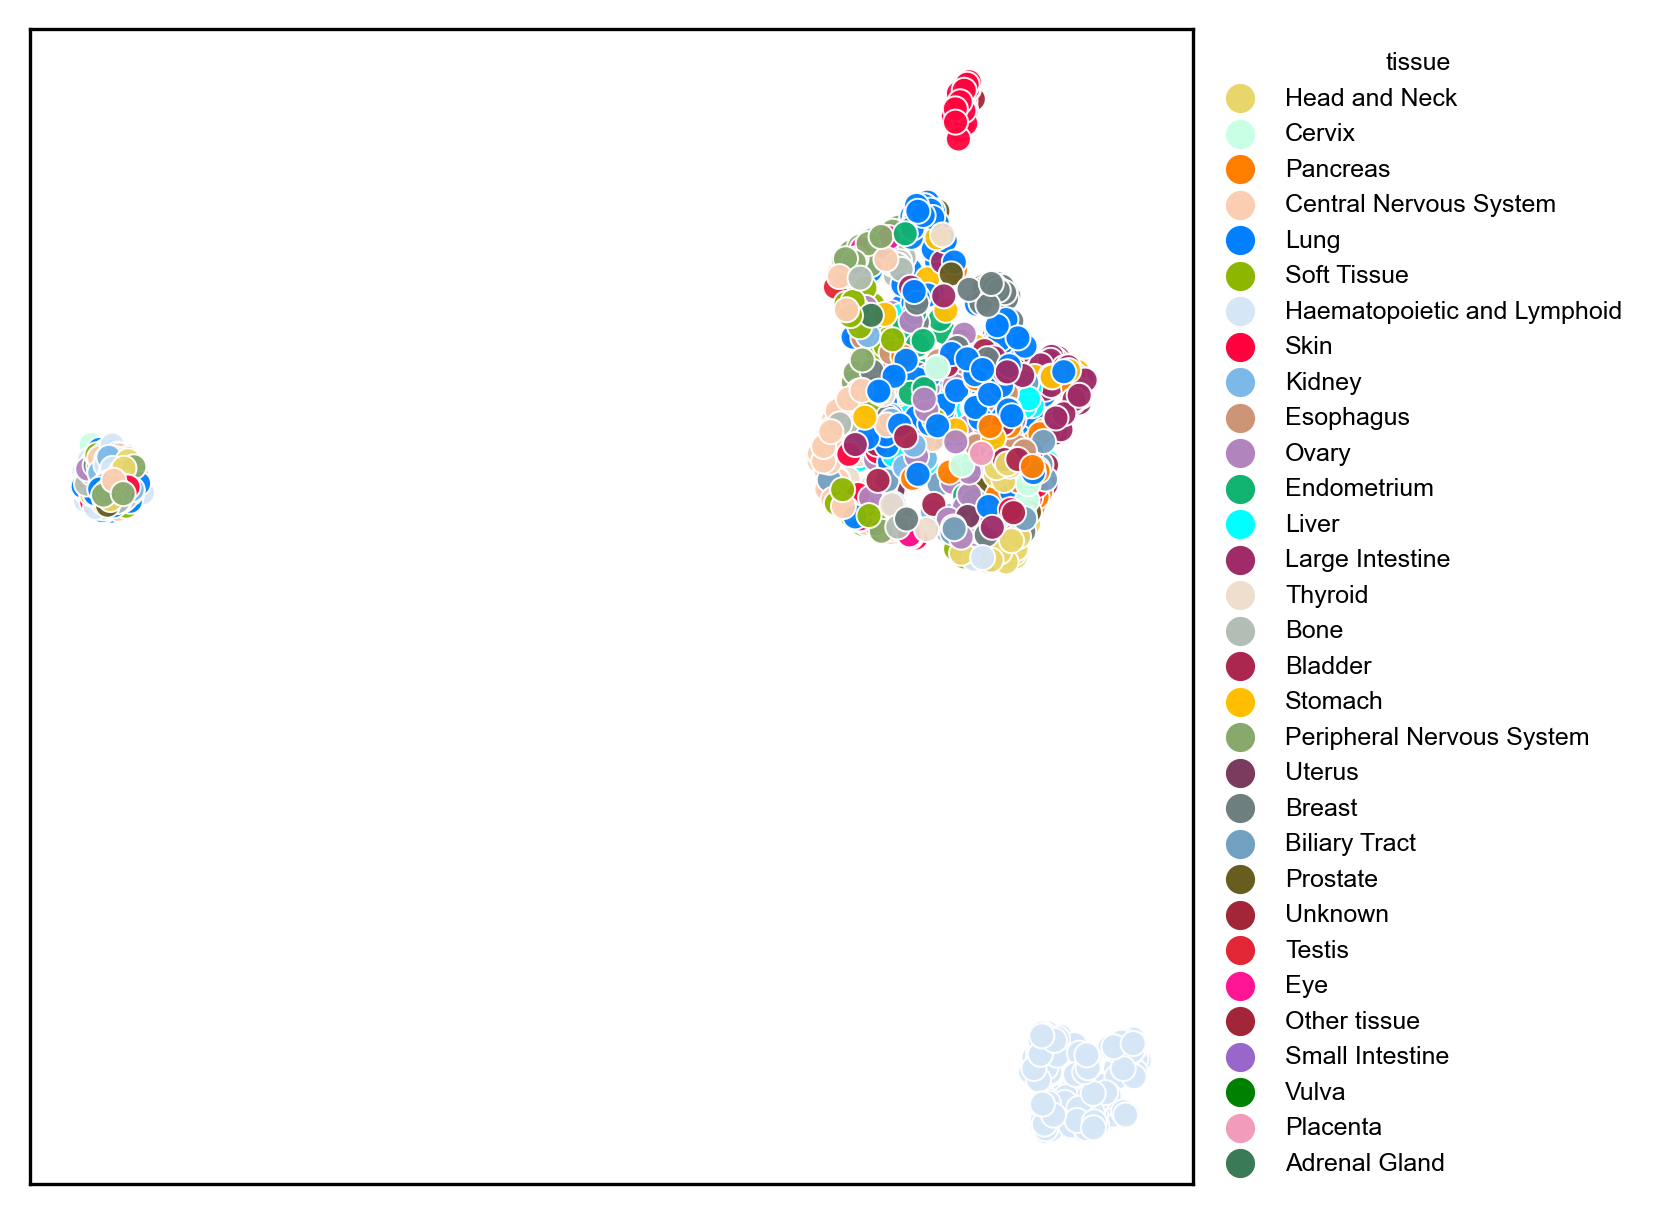 tissue
Head and Neck
Cervix
Pancreas
Central Nervous System
Lung
Soft Tissue
Haematopoietic and Lymphoid
Skin
Kidney
Esophagus
Ovary
Endometrium
Liver
Large Intestine
Thyroid
Bone
Bladder
Stomach
Peripheral Nervous System
Uterus
Breast
Biliary Tract
Prostate
Unknown
Testis
Eye
Other tissue
Small Intestine
Vulva
Placenta
Adrenal Gland